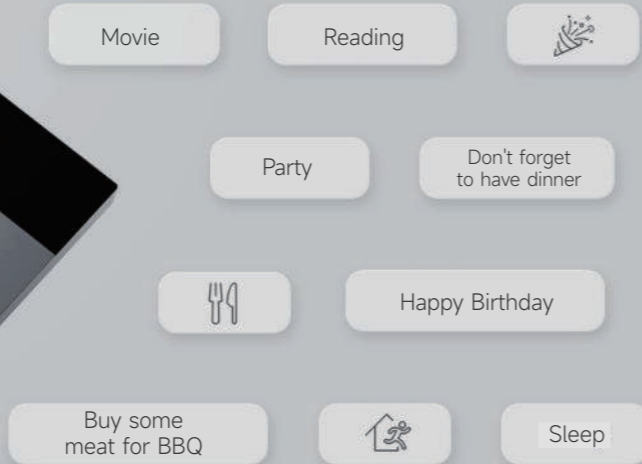 Movie
Reading
Party
Don't forget
to have dinner
Happy Birthday
Buy some
meat for BBQ
Sleep